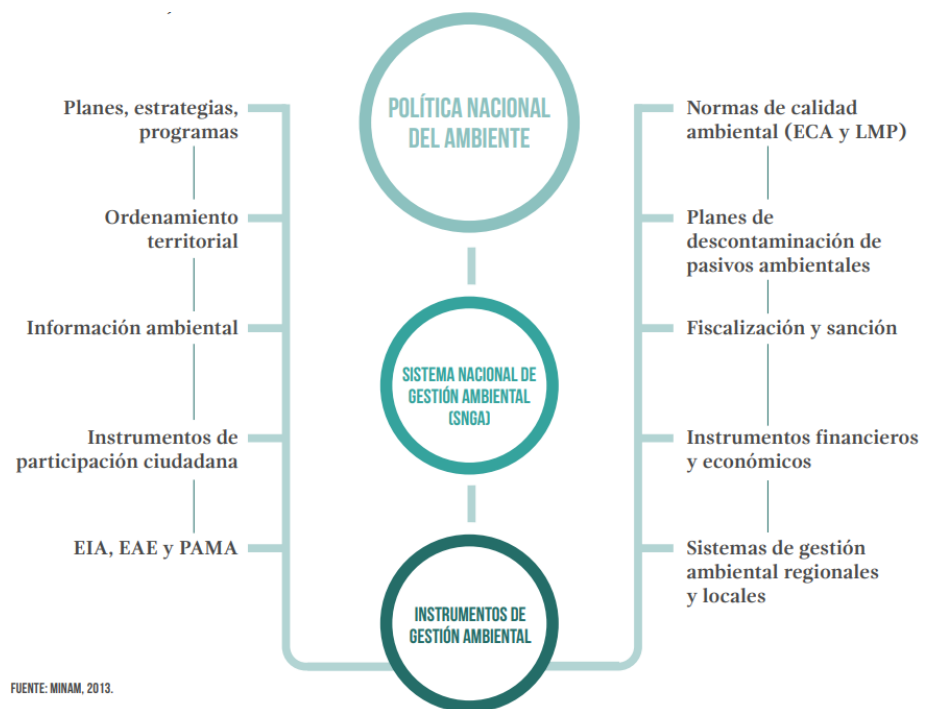 POLÍTICA NACIONAL
DEL AMBIENTE
SISTEMA NACIONAL DE
GESTIÓN AMBIENTAL
(SNGA)
INSTRUMENTOS DE
GESTIÓN AMBIENTAL
Planes, estrategias,
programas
Ordenamiento
territorial
Información ambiental
Instrumentos de
participación ciudadana
EIA, EAE y PAMA
Normas de calidad
ambiental (ECA y LMP)
Planes de
descontaminación de
pasivos ambientales
Fiscalización y sanción
Instrumentos financieros
y económicos
Sistemas de gestión
ambiental regionales
y locales
FUENTE: MINAM, 2013.